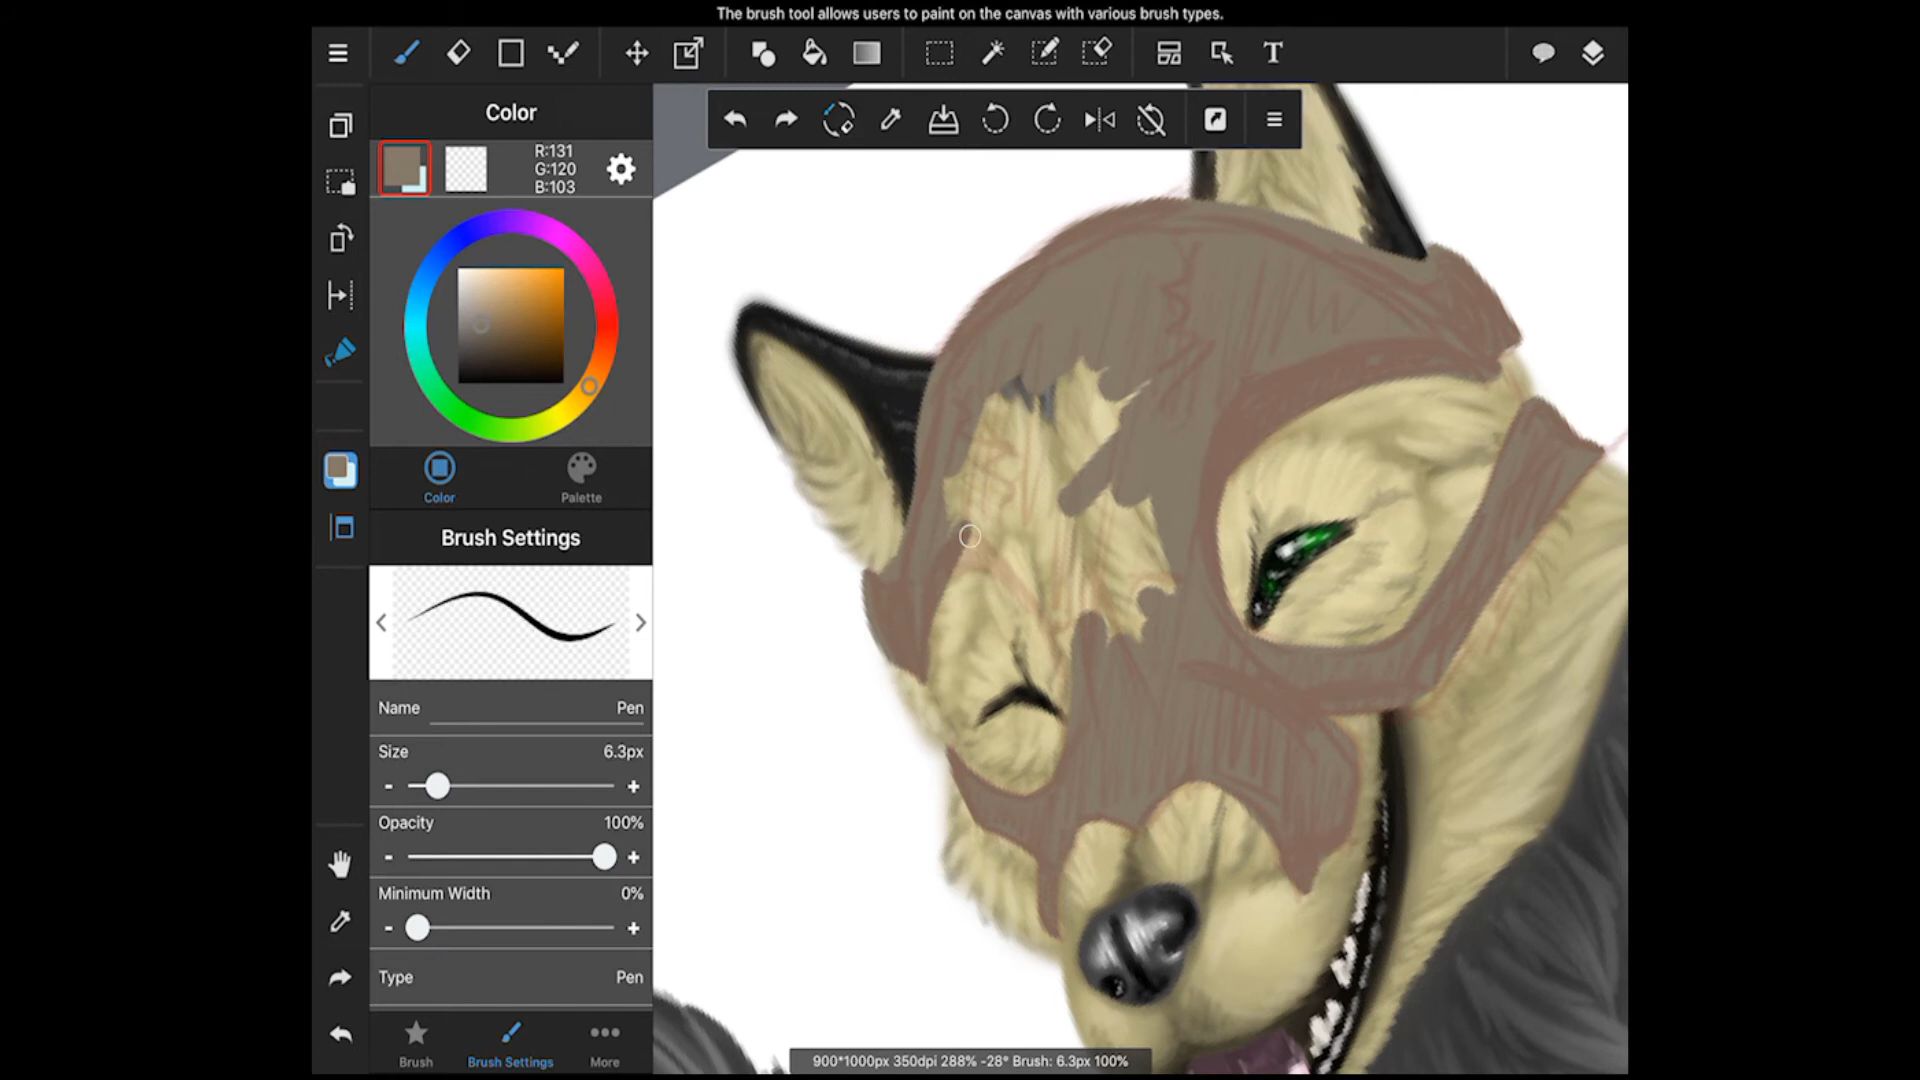 The brush tool allows users to paint on the canvas with various brush types.
T
Color
R:131
G:120
B:103
Color
Palette
Brush Settings
Name Pen
Size 6.3px
- +
Opacity 100%
- +
Minimum Width 0%
- +
Type Pen
Brush
Brush Settings
More
900*1000px 350dpi 288% -28° Brush: 6.3px 100%